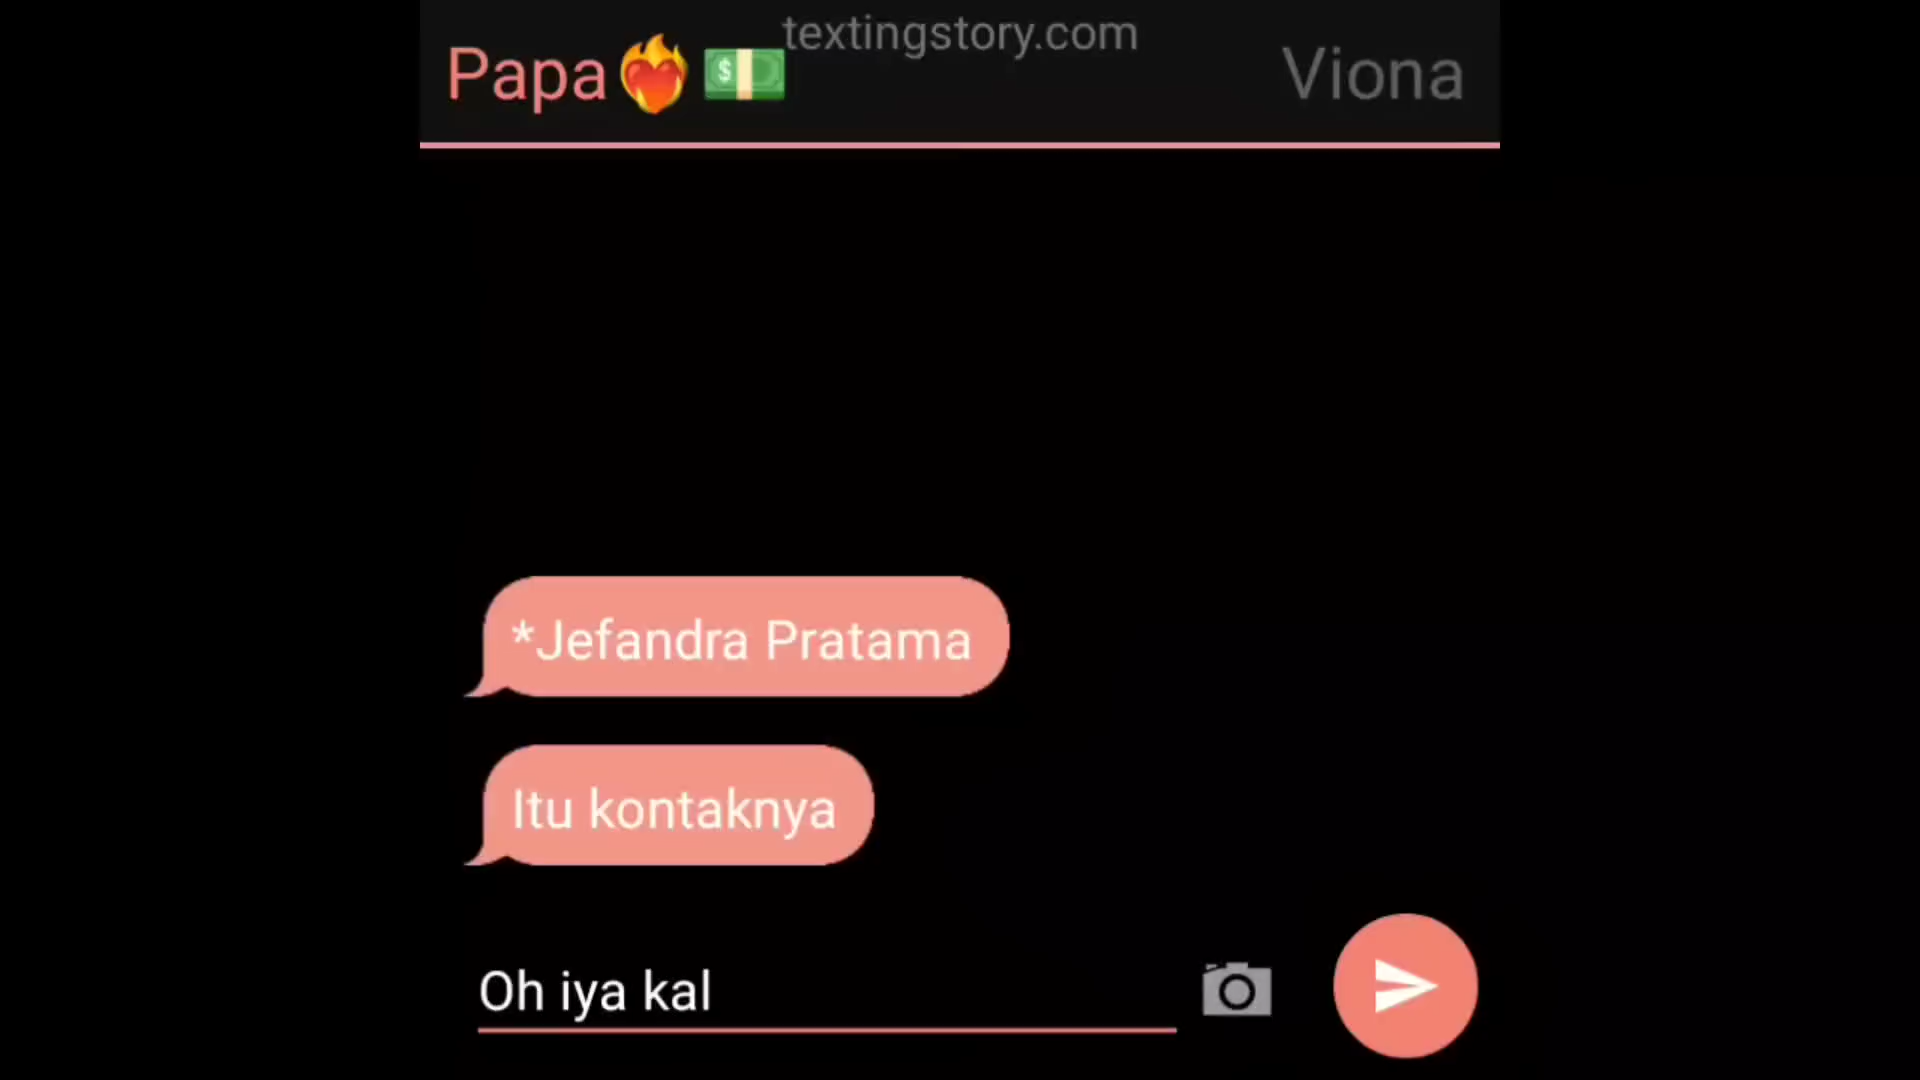 textingstory.com
Papa❤️‍🔥💵 Viona
*Jefandra Pratama
Itu kontaknya
Oh iya kal